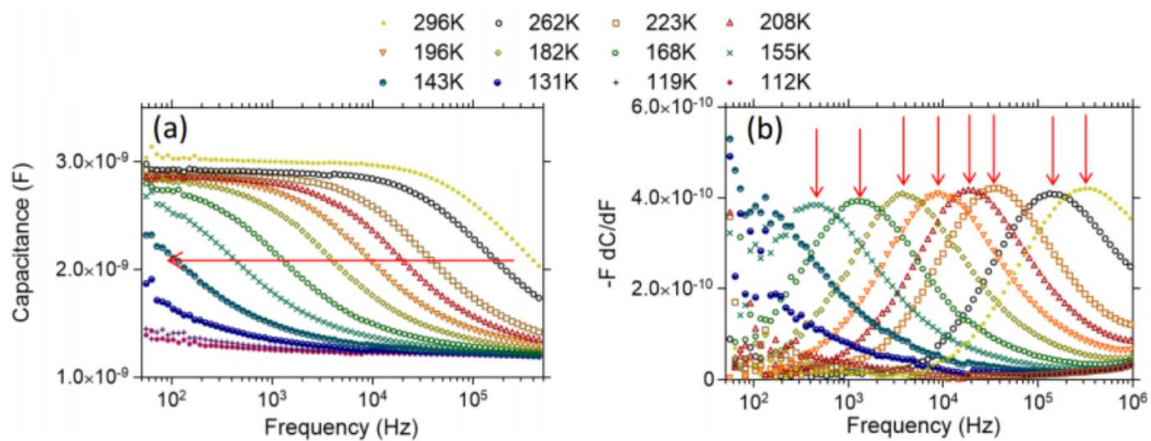 296K 262K 223K 208K
196K 182K 168K 155K
143K 131K 119K 112K
(a)
Capacitance (F)
3.0×10⁻⁹
2.0×10⁻⁹
1.0×10⁻⁹
10² 10³ 10⁴ 10⁵
Frequency (Hz)
(b)
-F dC/dF
6.0×10⁻¹⁰
4.0×10⁻¹⁰
2.0×10⁻¹⁰
0
10² 10³ 10⁴ 10⁵ 10⁶
Frequency (Hz)